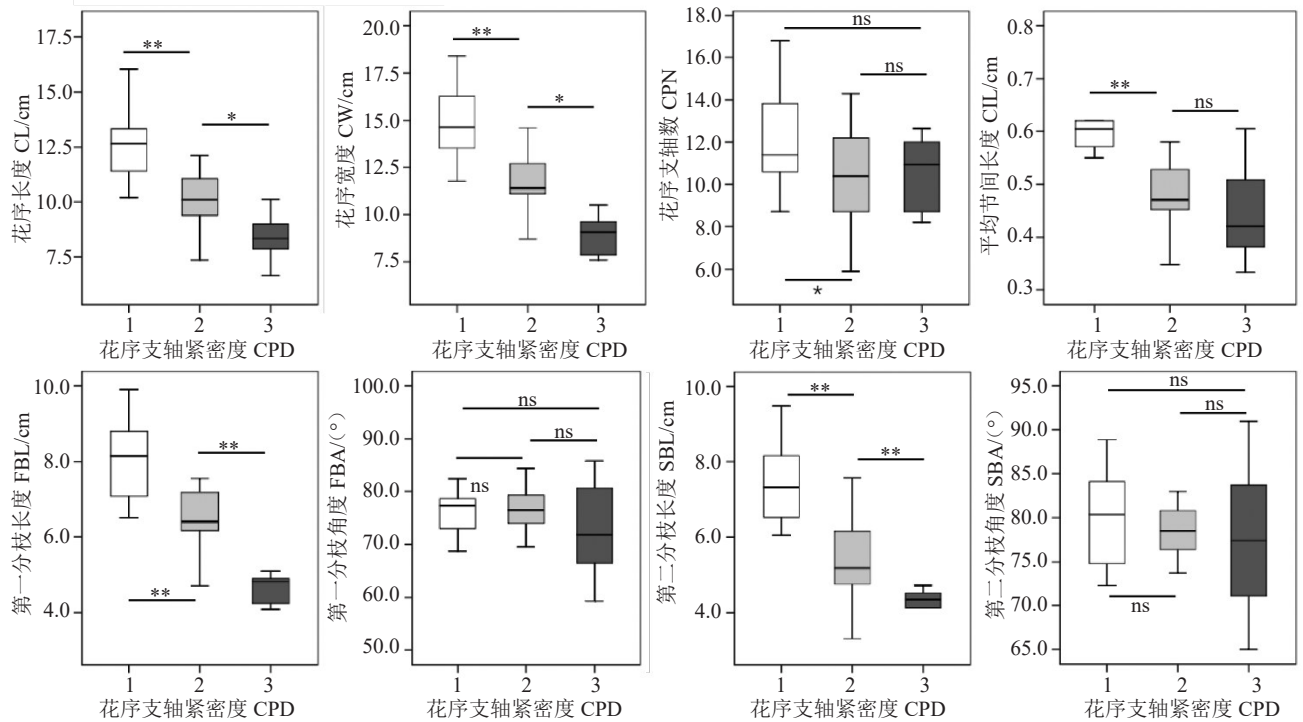 花序长度 CL/cm
17.5
15.0
12.5
10.0
7.5
**
*
1 2 3
花序支轴紧密度 CPD
花序宽度 CW/cm
20.0
17.5
15.0
12.5
10.0
7.5
**
*
1 2 3
花序支轴紧密度 CPD
花序支轴数 CPN
18.0
16.0
14.0
12.0
10.0
8.0
6.0
ns
ns
*
1 2 3
花序支轴紧密度 CPD
平均节间长度 CIL/cm
0.8
0.7
0.6
0.5
0.4
0.3
**
ns
1 2 3
花序支轴紧密度 CPD
第一分枝长度 FBL/cm
10.0
8.0
6.0
4.0
**
**
1 2 3
花序支轴紧密度 CPD
第一分枝角度 FBA/(°)
100.0
90.0
80.0
70.0
60.0
50.0
ns
ns
ns
1 2 3
花序支轴紧密度 CPD
第二分枝长度 SBL/cm
10.0
8.0
6.0
4.0
**
**
1 2 3
花序支轴紧密度 CPD
第二分枝角度 SBA/(°)
95.0
90.0
85.0
80.0
75.0
70.0
65.0
ns
ns
ns
1 2 3
花序支轴紧密度 CPD